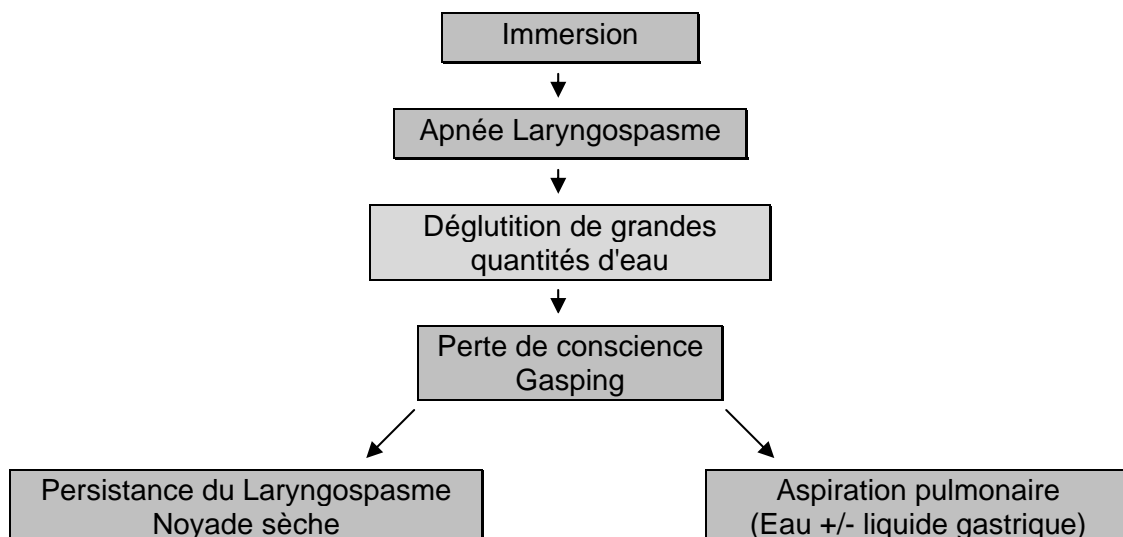 Immersion
Apnée Laryngospasme
Déglutition de grandes
quantités d'eau
Perte de conscience
Gasping
Persistance du Laryngospasme
Noyade sèche
Aspiration pulmonaire
(Eau +/- liquide gastrique)